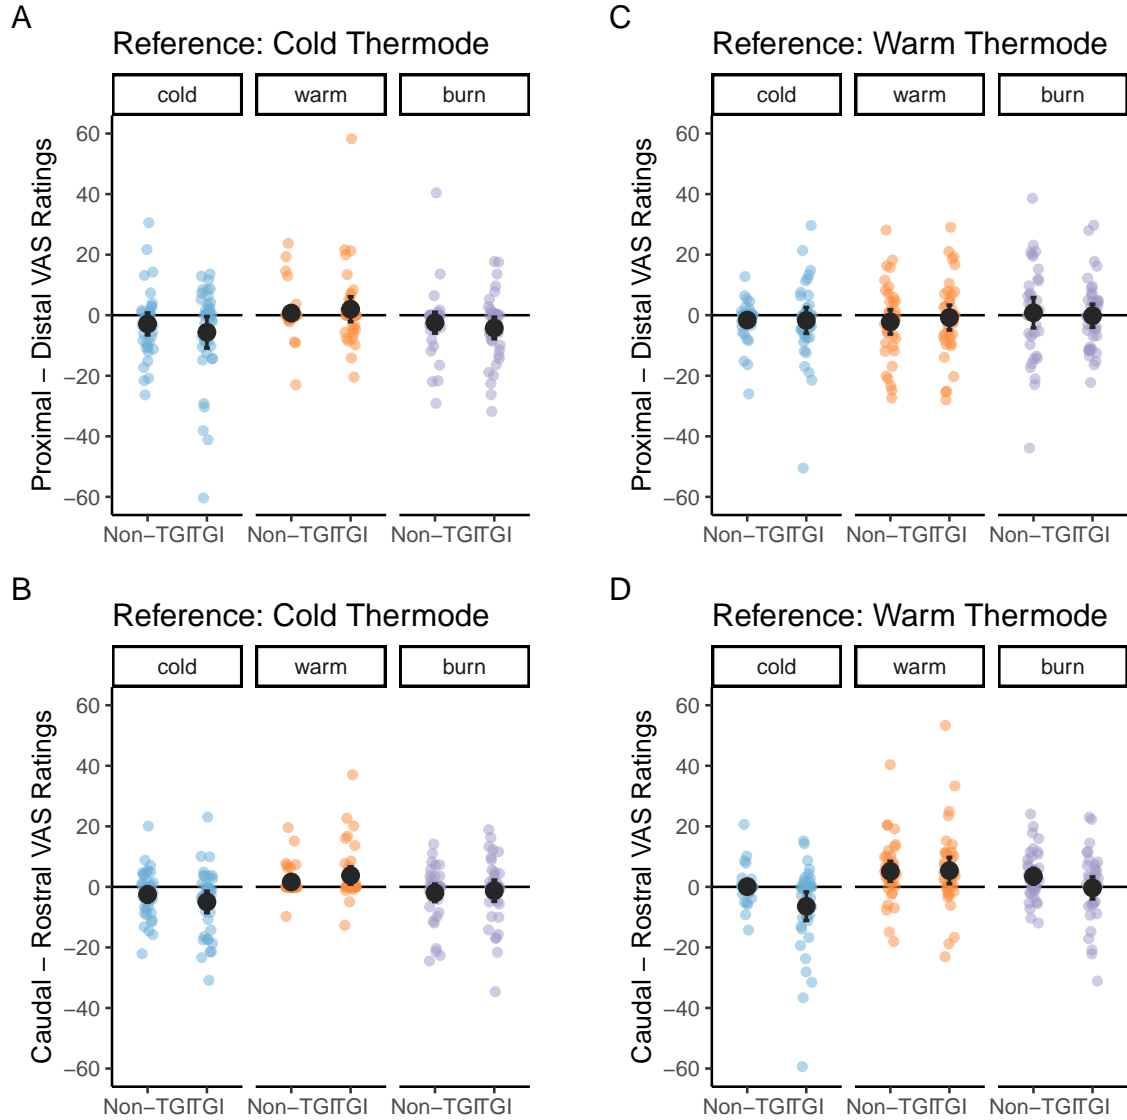 A
Reference: Cold Thermode
cold warm burn
Proximal − Distal VAS Ratings
60
40
20
0
−20
−40
−60
Non−TGI TGI Non−TGI TGI Non−TGI TGI
C
Reference: Warm Thermode
cold warm burn
Proximal − Distal VAS Ratings
60
40
20
0
−20
−40
−60
Non−TGI TGI Non−TGI TGI Non−TGI TGI
B
Reference: Cold Thermode
cold warm burn
Caudal − Rostral VAS Ratings
60
40
20
0
−20
−40
−60
Non−TGI TGI Non−TGI TGI Non−TGI TGI
D
Reference: Warm Thermode
cold warm burn
Caudal − Rostral VAS Ratings
60
40
20
0
−20
−40
−60
Non−TGI TGI Non−TGI TGI Non−TGI TGI